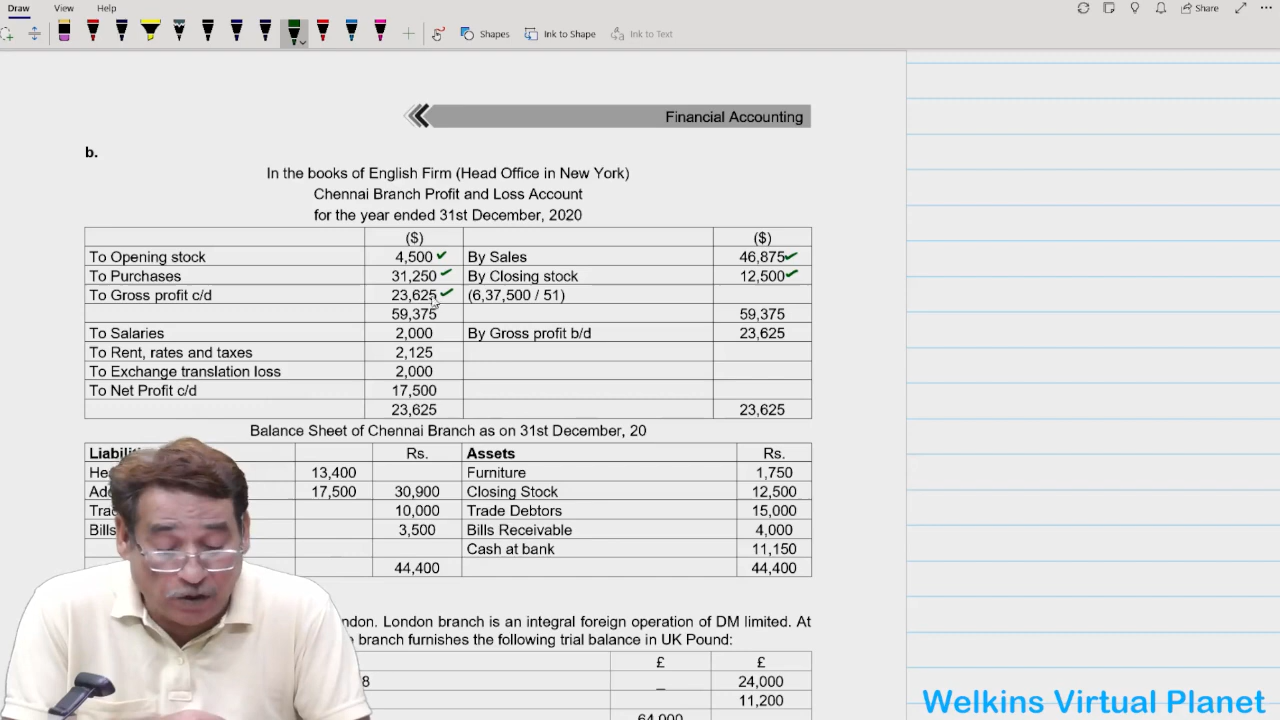 Draw View Help
Share
Shapes Ink to Shape Ink to Text
Financial Accounting
b.
In the books of English Firm (Head Office in New York)
Chennai Branch Profit and Loss Account
for the year ended 31st December, 2020
($) ($)
To Opening stock 4,500 By Sales 46,875
To Purchases 31,250 By Closing stock 12,500
To Gross profit c/d 23,625 (6,37,500 / 51)
59,375 59,375
To Salaries 2,000 By Gross profit b/d 23,625
To Rent, rates and taxes 2,125
To Exchange translation loss 2,000
To Net Profit c/d 17,500
23,625 23,625
Balance Sheet of Chennai Branch as on 31st December, 20
Rs. Assets Rs.
13,400 Furniture 1,750
17,500 30,900 Closing Stock 12,500
10,000 Trade Debtors 15,000
Bills 3,500 Bills Receivable 4,000
Cash at bank 11,150
44,400 44,400
London branch is an integral foreign operation of DM limited. At
branch furnishes the following trial balance in UK Pound:
£ £
8 24,000
11,200
64,000
Welkins Virtual Planet